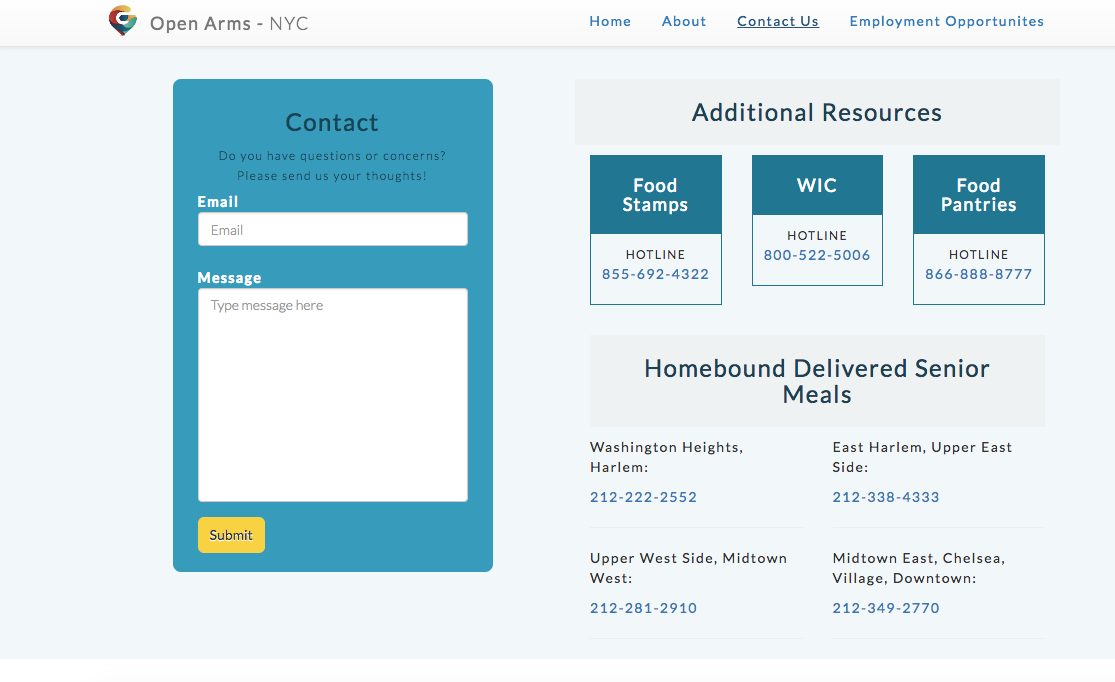 Open Arms - NYC
Home
About
Contact Us
Employment Opportunites
Contact
Do you have questions or concerns?
Please send us your thoughts!
Email
Email
Message
Type message here
Submit
Additional Resources
Food
Stamps
HOTLINE
855-692-4322
WIC
HOTLINE
800-522-5006
Food
Pantries
HOTLINE
866-888-8777
Homebound Delivered Senior
Meals
Washington Heights,
Harlem:
212-222-2552
East Harlem, Upper East
Side:
212-338-4333
Upper West Side, Midtown
West:
212-281-2910
Midtown East, Chelsea,
Village, Downtown:
212-349-2770